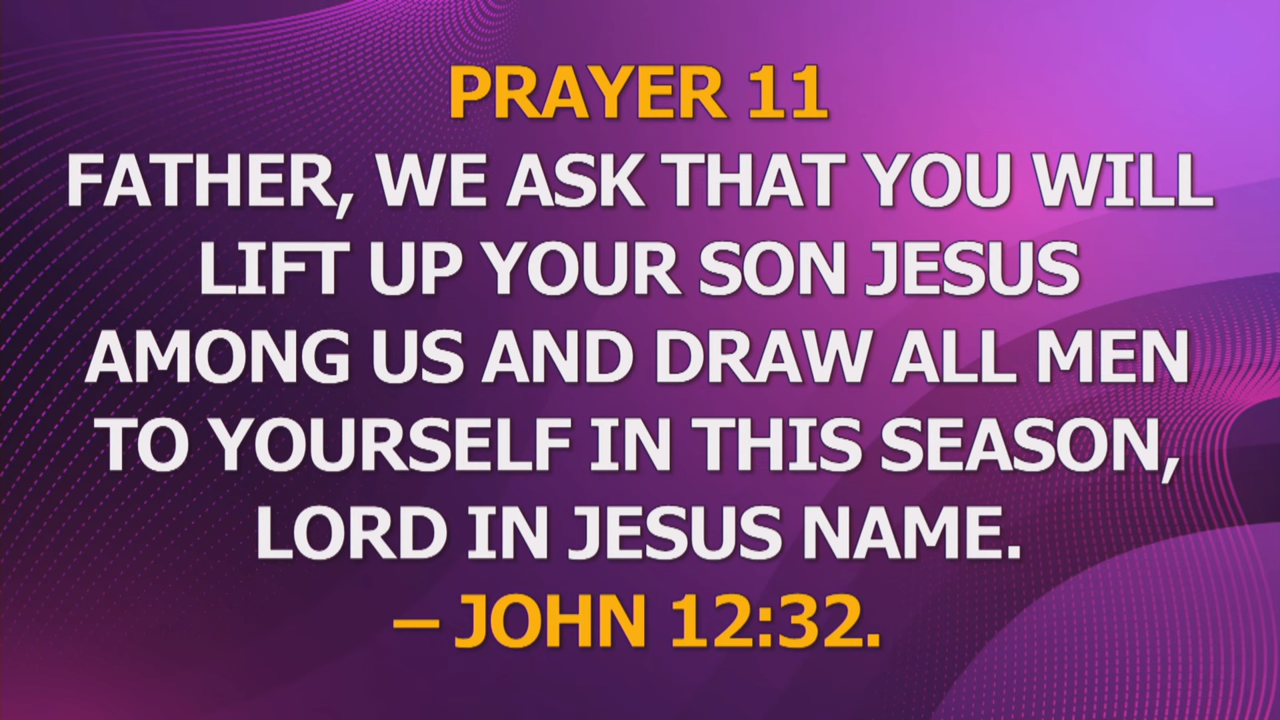 PRAYER 11
FATHER, WE ASK THAT YOU WILL
LIFT UP YOUR SON JESUS
AMONG US AND DRAW ALL MEN
TO YOURSELF IN THIS SEASON,
LORD IN JESUS NAME.
– JOHN 12:32.